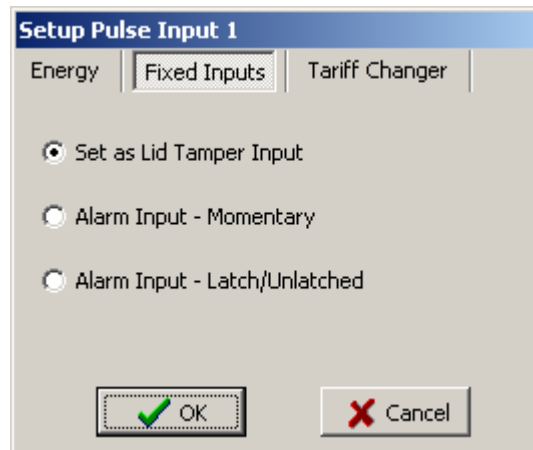 Setup Pulse Input 1
Energy Fixed Inputs Tariff Changer
Set as Lid Tamper Input
Alarm Input - Momentary
Alarm Input - Latch/Unlatched
OK Cancel